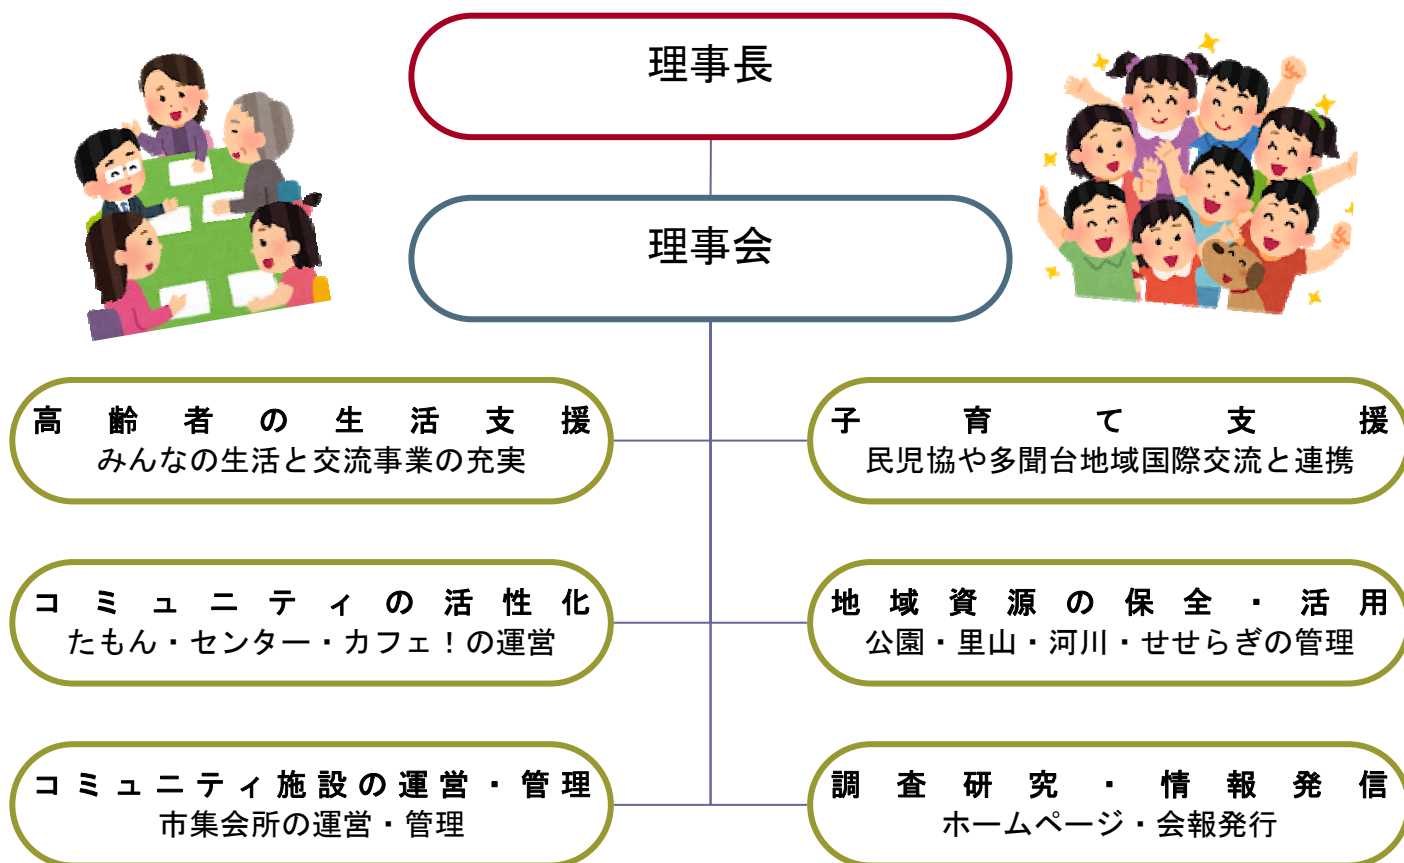 理事長
理事会
高齢者の生活支援
みんなの生活と交流事業の充実
子育て支援
民児協や多聞台地域国際交流と連携
コミュニティの活性化
たもん・センター・カフェ！の運営
地域資源の保全・活用
公園・里山・河川・せせらぎの管理
コミュニティ施設の運営・管理
市集会所の運営・管理
調査研究・情報発信
ホームページ・会報発行